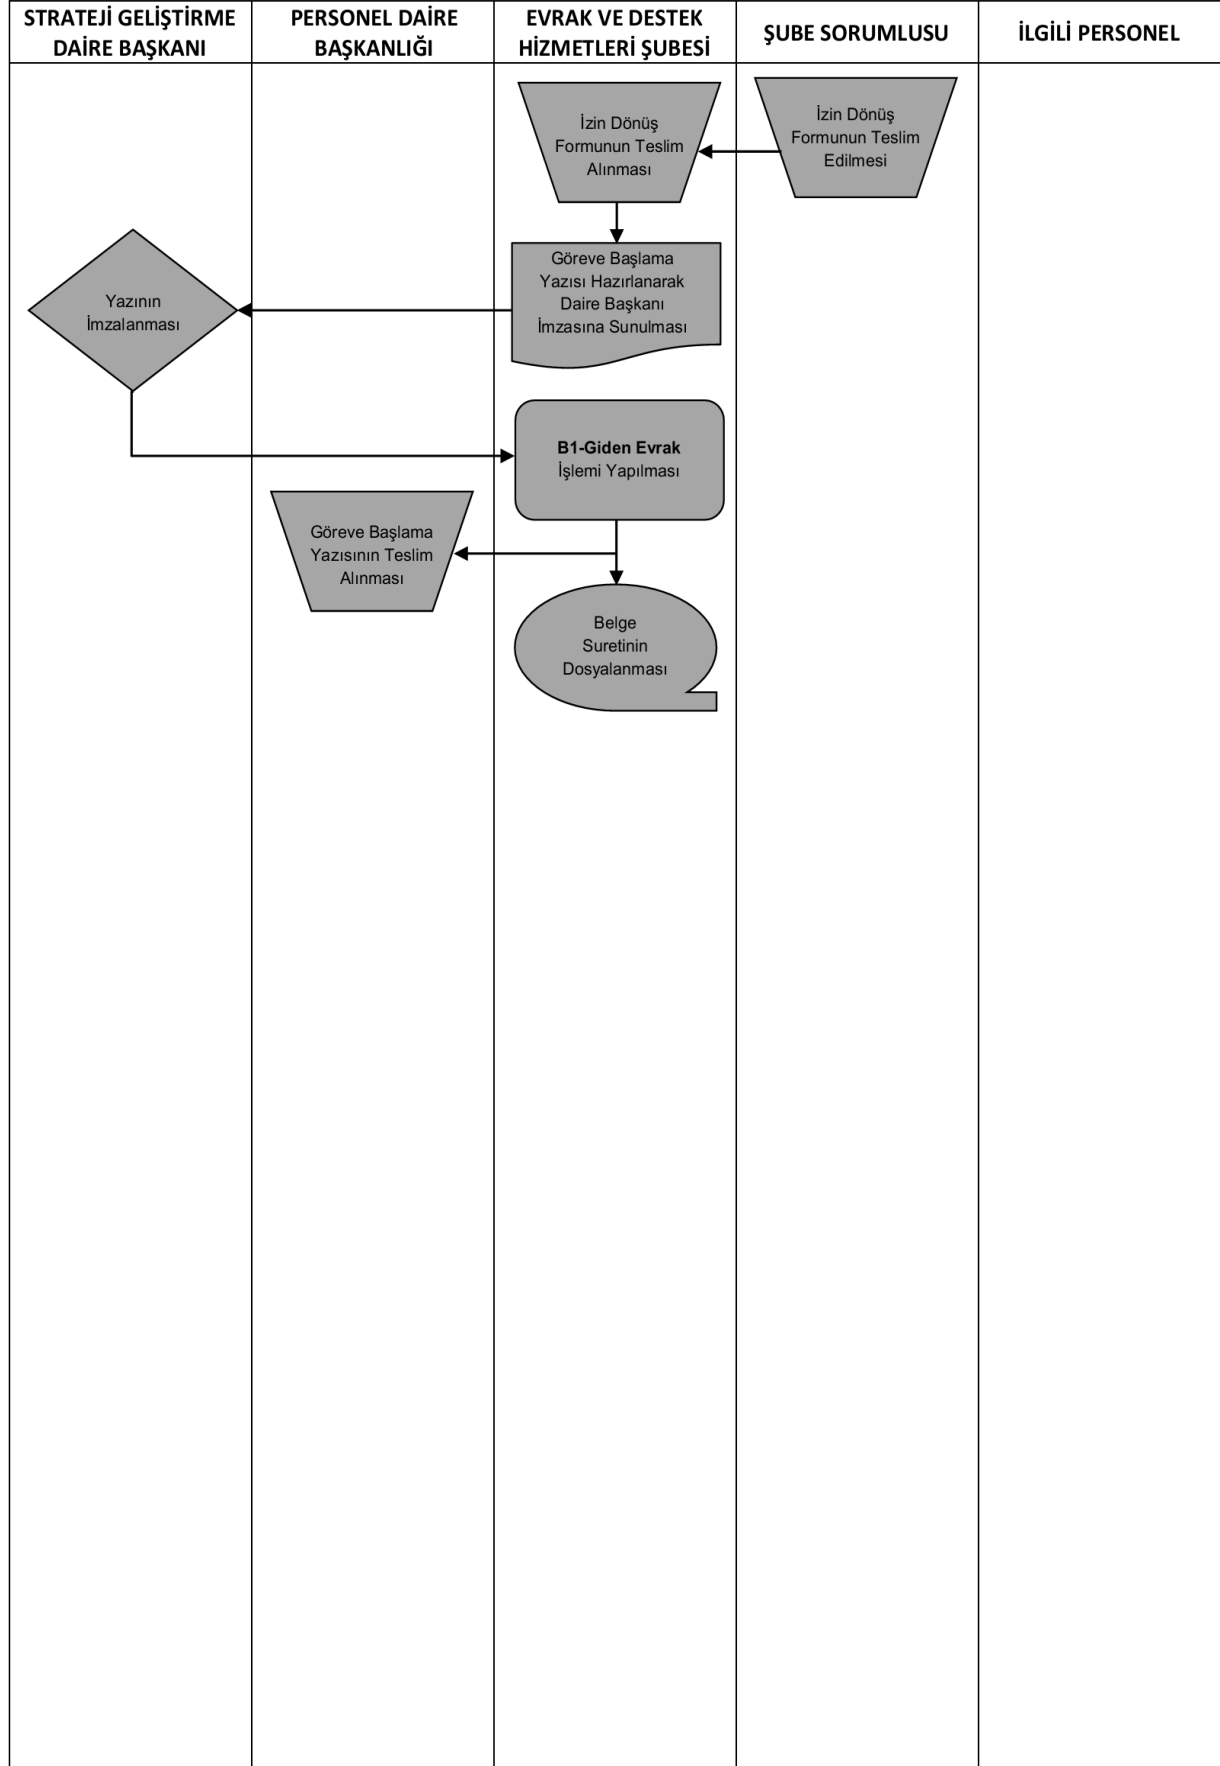 STRATEJİ GELİŞTİRME
DAİRE BAŞKANI
PERSONEL DAİRE
BAŞKANLIĞI
EVRAK VE DESTEK
HİZMETLERİ ŞUBESİ
ŞUBE SORUMLUSU
İLGİLİ PERSONEL
İzin Dönüş
Formunun Teslim
Edilmesi
İzin Dönüş
Formunun Teslim
Alınması
Göreve Başlama
Yazısı Hazırlanarak
Daire Başkanı
İmzasına Sunulması
Yazının
İmzalanması
B1-Giden Evrak
İşlemi Yapılması
Göreve Başlama
Yazısının Teslim
Alınması
Belge
Suretinin
Dosyalanması